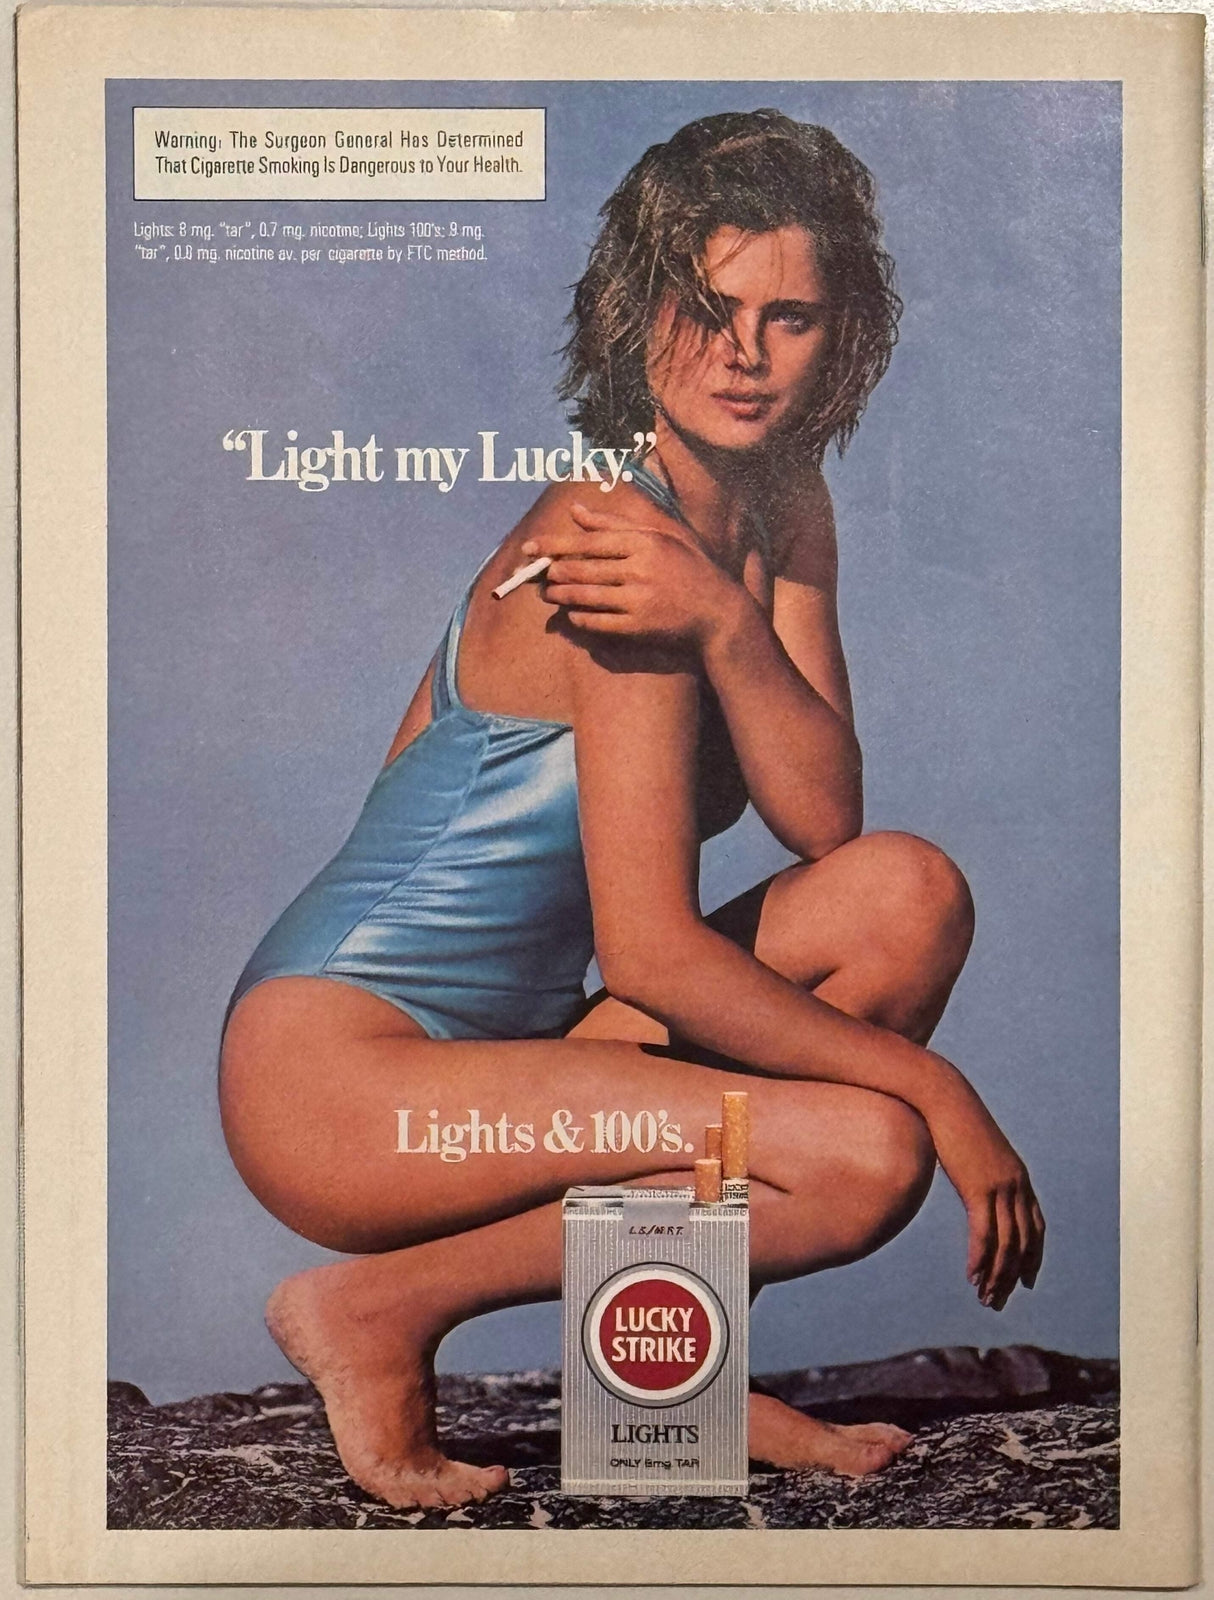 Warning: The Surgeon General Has Determined
That Cigarette Smoking Is Dangerous to Your Health.
Lights: 8 mg. "tar", 0.7 mg. nicotine; Lights 100's: 9 mg.
"tar", 0.8 mg. nicotine av. per cigarette by FTC method.
“Light my Lucky.”
Lights & 100's.
L.S./M.F.T.
LUCKY
STRIKE
LIGHTS
ONLY 8mg TAR